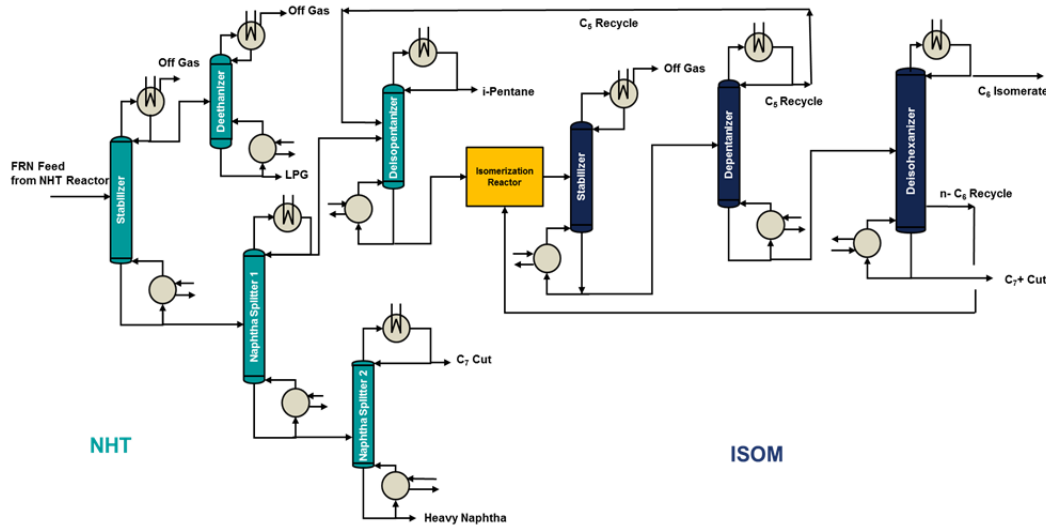 Off Gas
C₅ Recycle
Off Gas
Deethanizer
Off Gas
i-Pentane
C₅ Recycle
C₆ Isomerate
FRN Feed
from NHT Reactor
Stabilizer
LPG
Deisopentanizer
Isomerization
Reactor
Stabilizer
Depentanizer
Deisohexanizer
n- C₆ Recycle
Naphtha Splitter 1
C₇+ Cut
C₇ Cut
Naphtha Splitter 2
NHT
ISOM
Heavy Naphtha